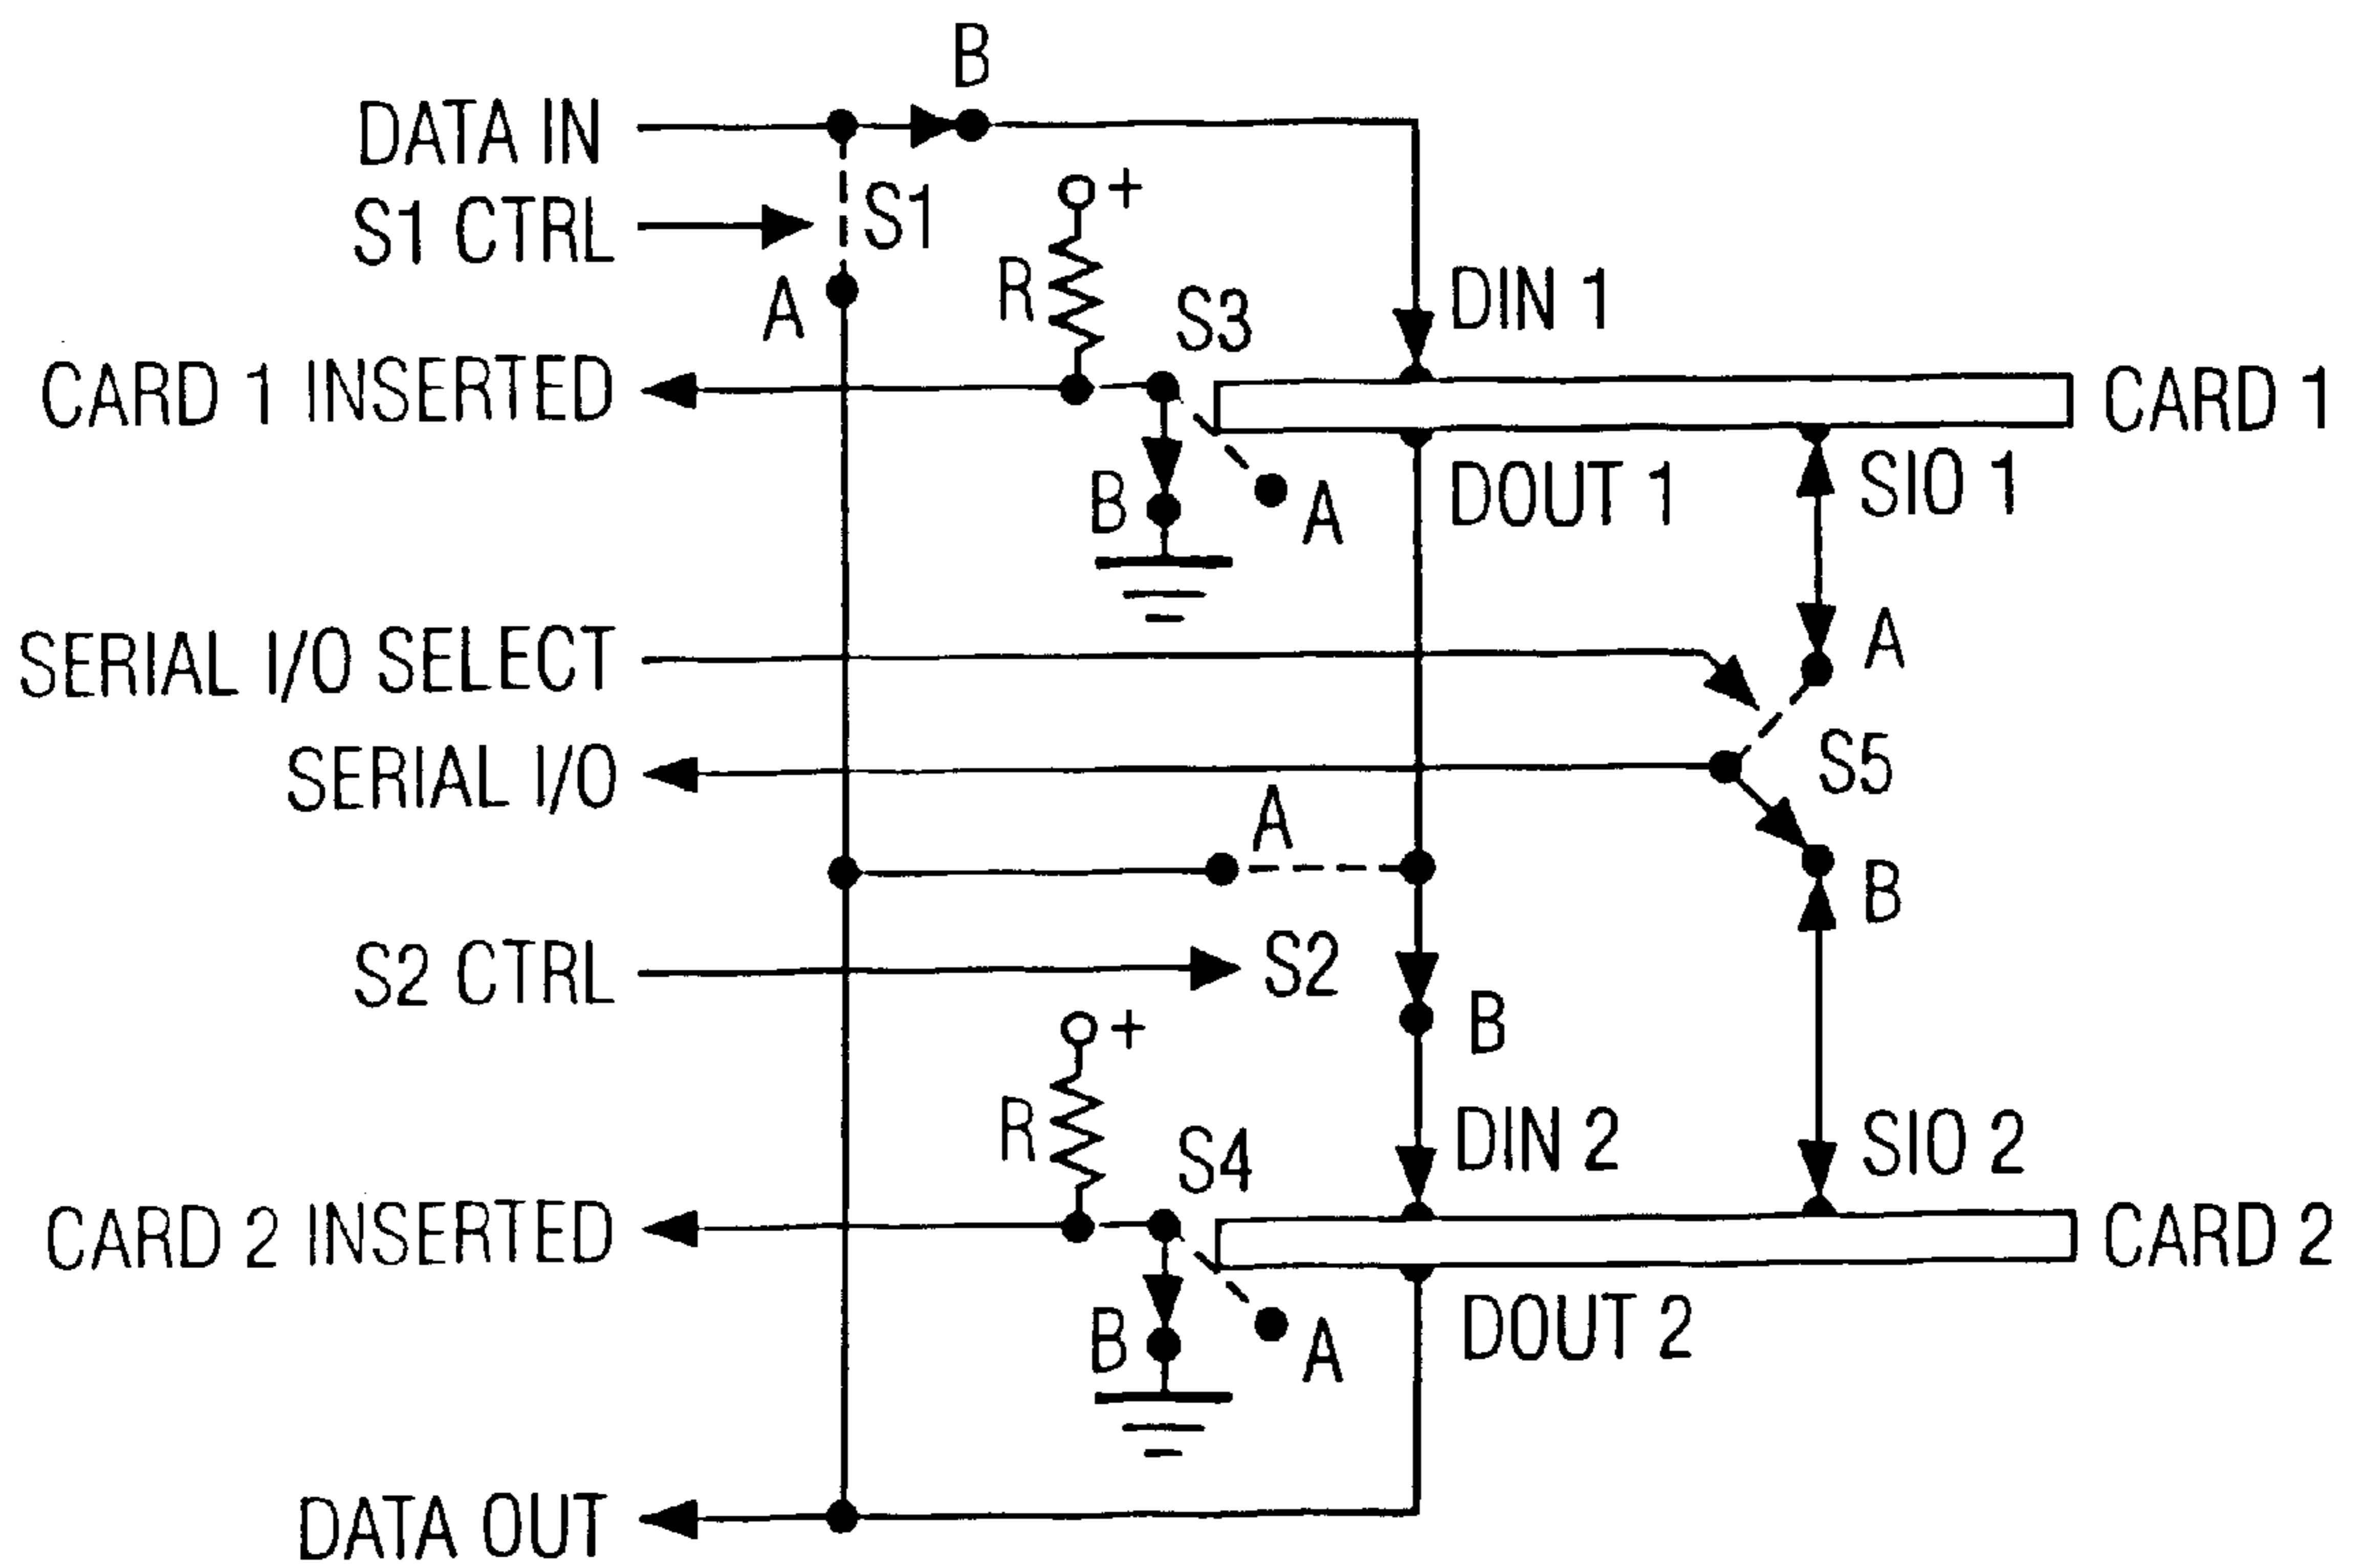 B
DATA IN
S1 CTRL
S1
+
R
A
S3
DIN 1
CARD 1 INSERTED
CARD 1
B
A
DOUT 1
SIO 1
SERIAL I/O SELECT
A
SERIAL I/O
S5
A
B
S2 CTRL
S2
B
+
R
S4
DIN 2
SIO 2
CARD 2 INSERTED
CARD 2
B
A
DOUT 2
DATA OUT